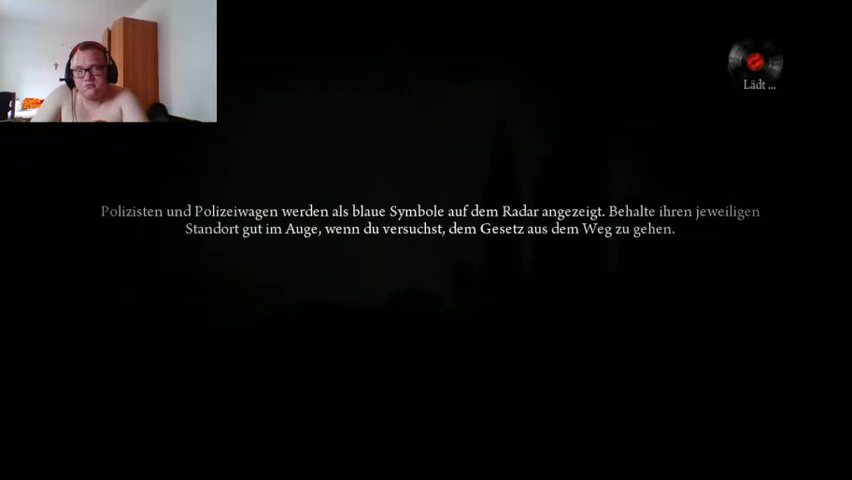 Lädt ...
Polizisten und Polizeiwagen werden als blaue Symbole auf dem Radar angezeigt. Behalte ihren jeweiligen
Standort gut im Auge, wenn du versuchst, dem Gesetz aus dem Weg zu gehen.